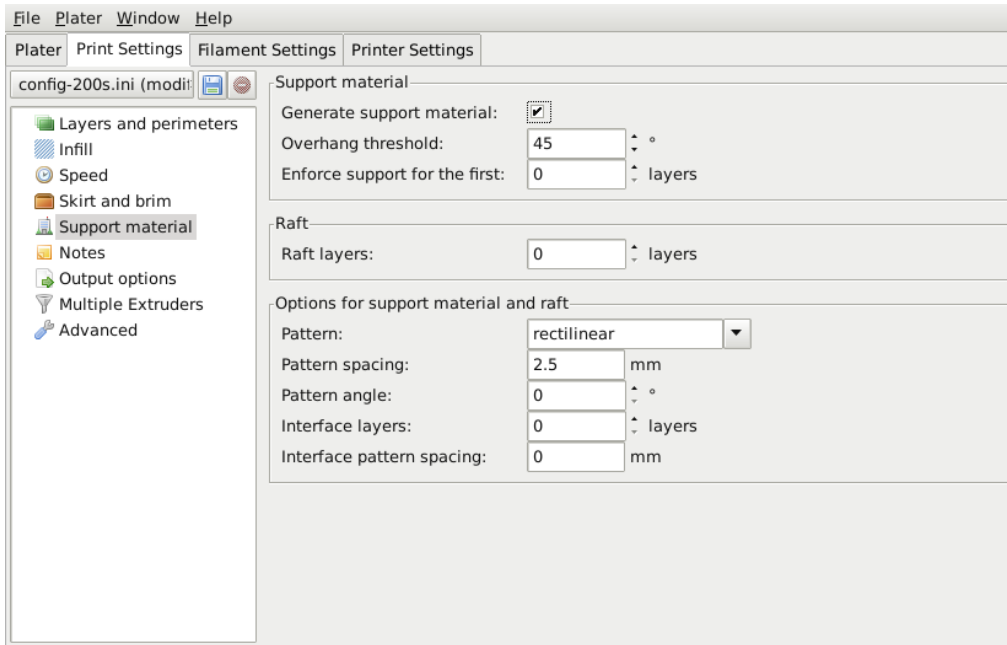 File Plater Window Help
Plater Print Settings Filament Settings Printer Settings
config-200s.ini (modif
Layers and perimeters
Infill
Speed
Skirt and brim
Support material
Notes
Output options
Multiple Extruders
Advanced
Support material
Generate support material:
Overhang threshold: 45 °
Enforce support for the first: 0 layers
Raft
Raft layers: 0 layers
Options for support material and raft
Pattern: rectilinear
Pattern spacing: 2.5 mm
Pattern angle: 0 °
Interface layers: 0 layers
Interface pattern spacing: 0 mm